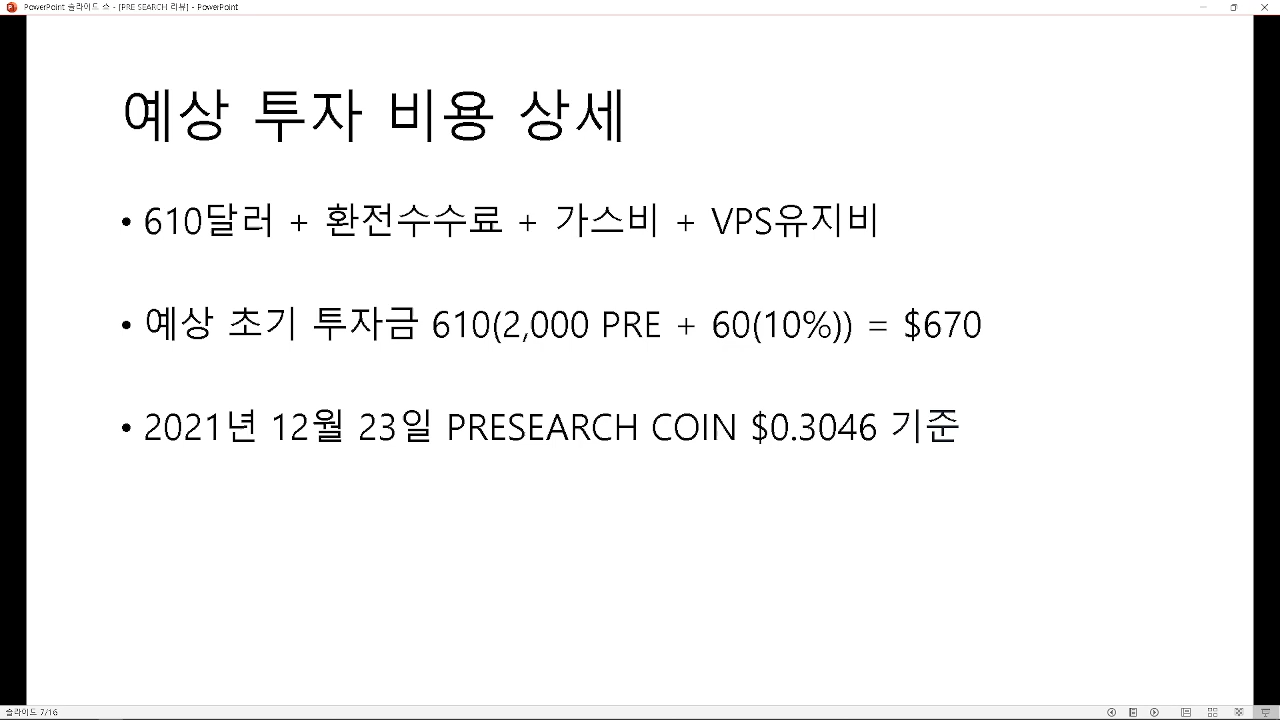 PowerPoint 슬라이드 쇼 - [PRE SEARCH 리뷰] - PowerPoint
예상 투자 비용 상세
• 610달러 + 환전수수료 + 가스비 + VPS유지비
• 예상 초기 투자금 610(2,000 PRE + 60(10%)) = $670
• 2021년 12월 23일 PRESEARCH COIN $0.3046 기준
슬라이드 7/16